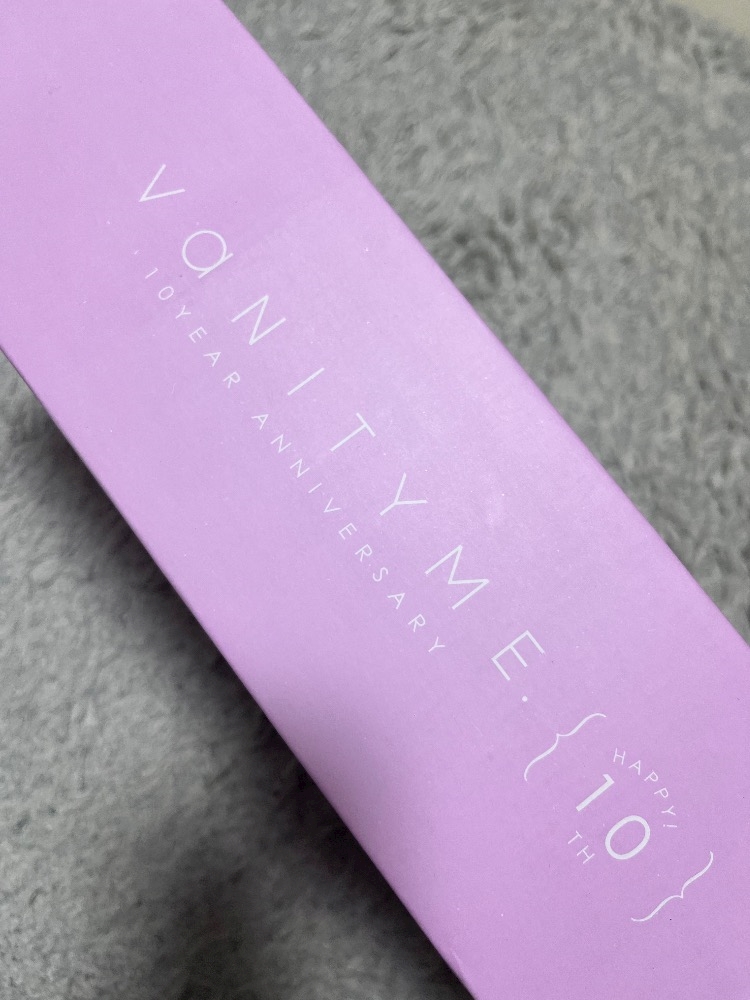 VaNITYME.
.10YEAR ANNIVERSARY
{HAPPY!
10
TH}